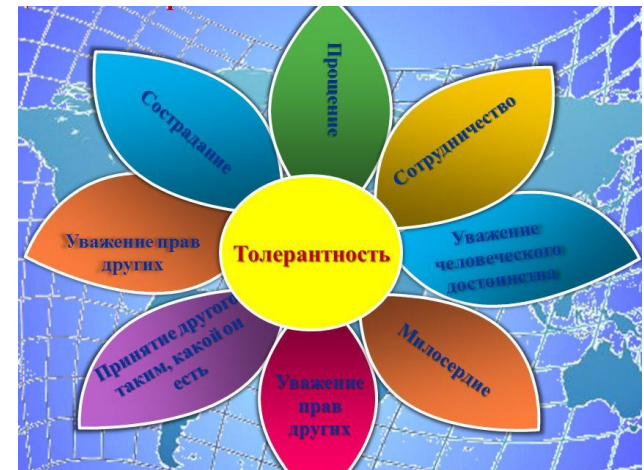 Прощение
Сотрудничество
Уважение
человеческого
достоинства
Милосердие
Уважение
прав
других
Принятие другого
таким, какой он
есть
Уважение прав
других
Сострадание
Толерантность